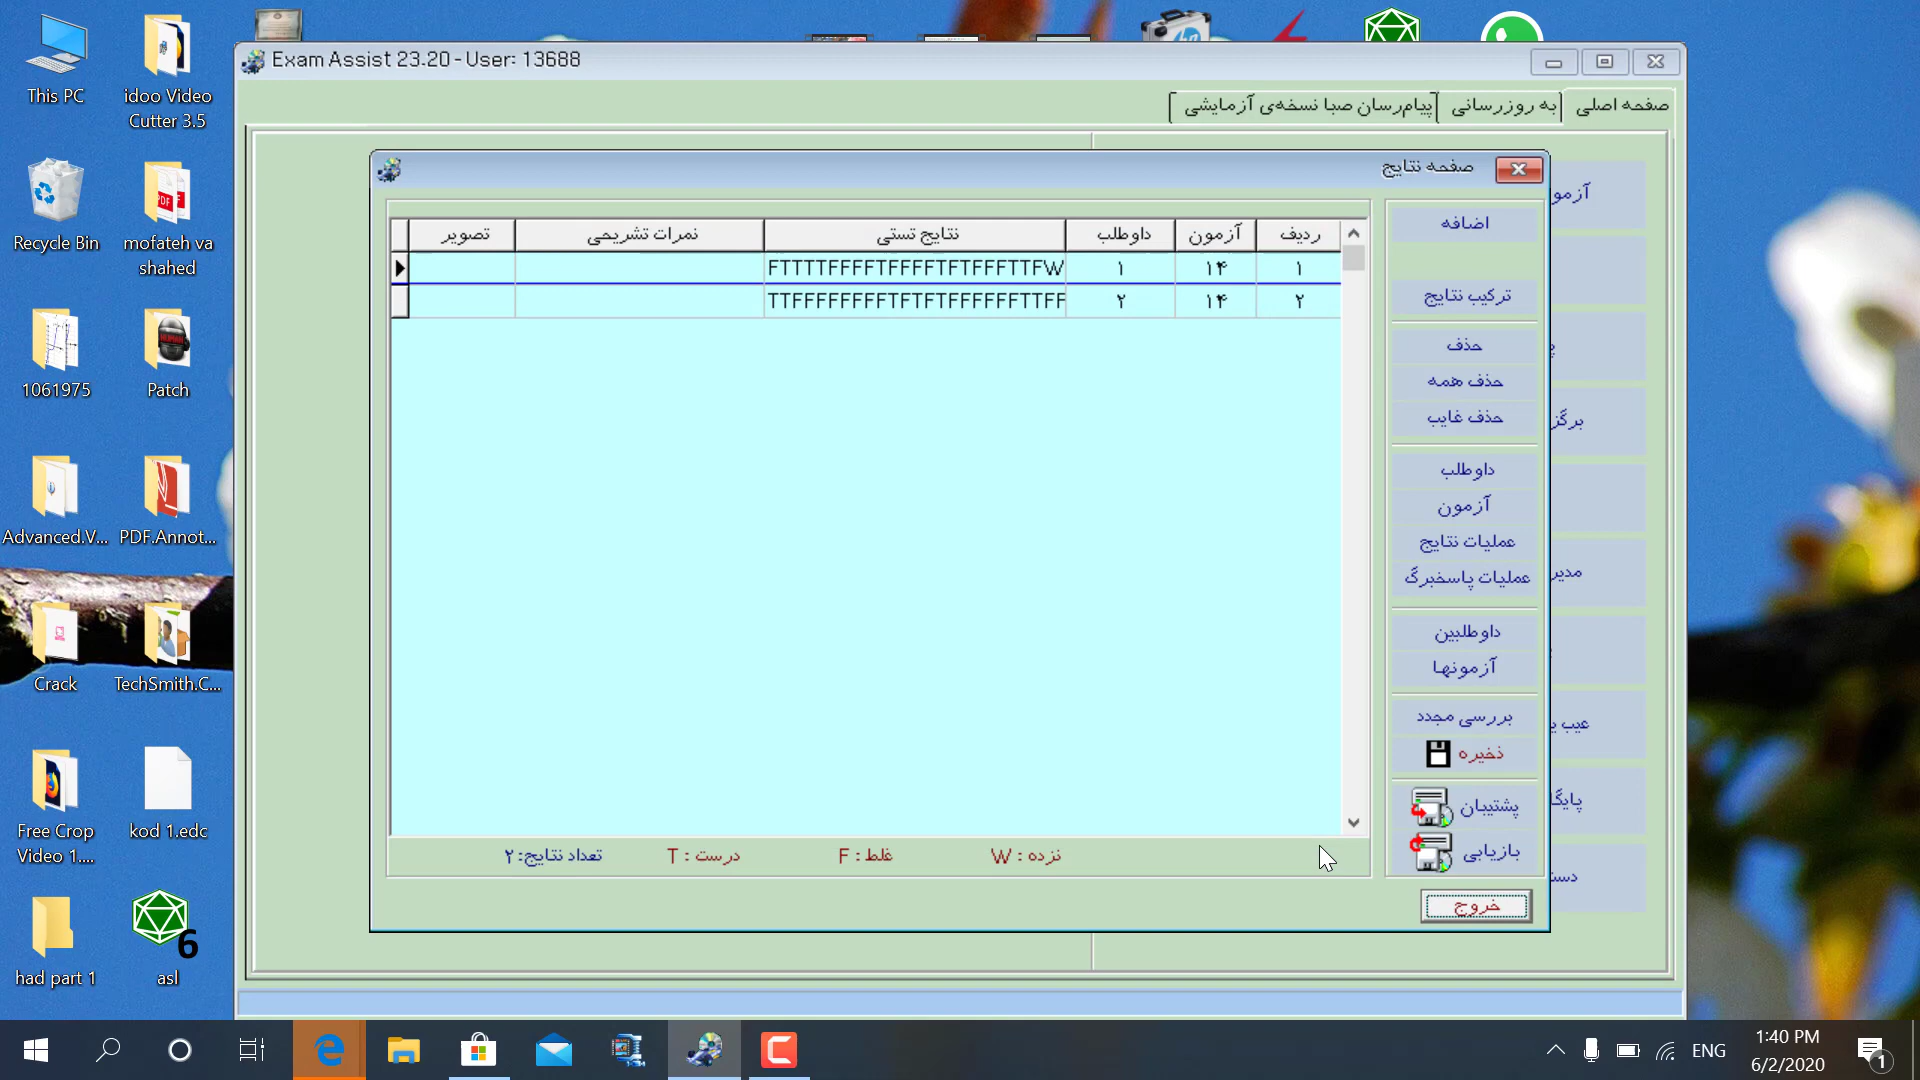 This PC
idoo Video
Cutter 3.5
Recycle Bin
mofateh va
shahed
1061975
Patch
Advanced.V...
PDF.Annot...
Crack
TechSmith.C...
Free Crop
Video 1....
kod 1.edc
had part 1
6
asl
Exam Assist 23.20 - User: 13688
صفحه اصلی
به روزرسانی
پیام‌رسان صبا نسخه‌ی آزمایشی
صفحه نتایج
ردیف آزمون داوطلب نتایج تستی نمرات تشریحی تصویر
۱ ۱۴ ۱ FTTTTFFFFTFFFFTFTFFFTTFW
۲ ۱۴ ۲ TTFFFFFFFFTFTFTFFFFFFTTFF
نزده : W غلط : F درست : T تعداد نتایج: ۲
اضافه
ترکیب نتایج
حذف
حذف همه
حذف غایب
داوطلب
آزمون
عملیات نتایج
عملیات پاسخبرگ
داوطلبین
آزمونها
بررسی مجدد
ذخیره
پشتیبان
بازیابی
خروج
ENG
1:40 PM
6/2/2020
1